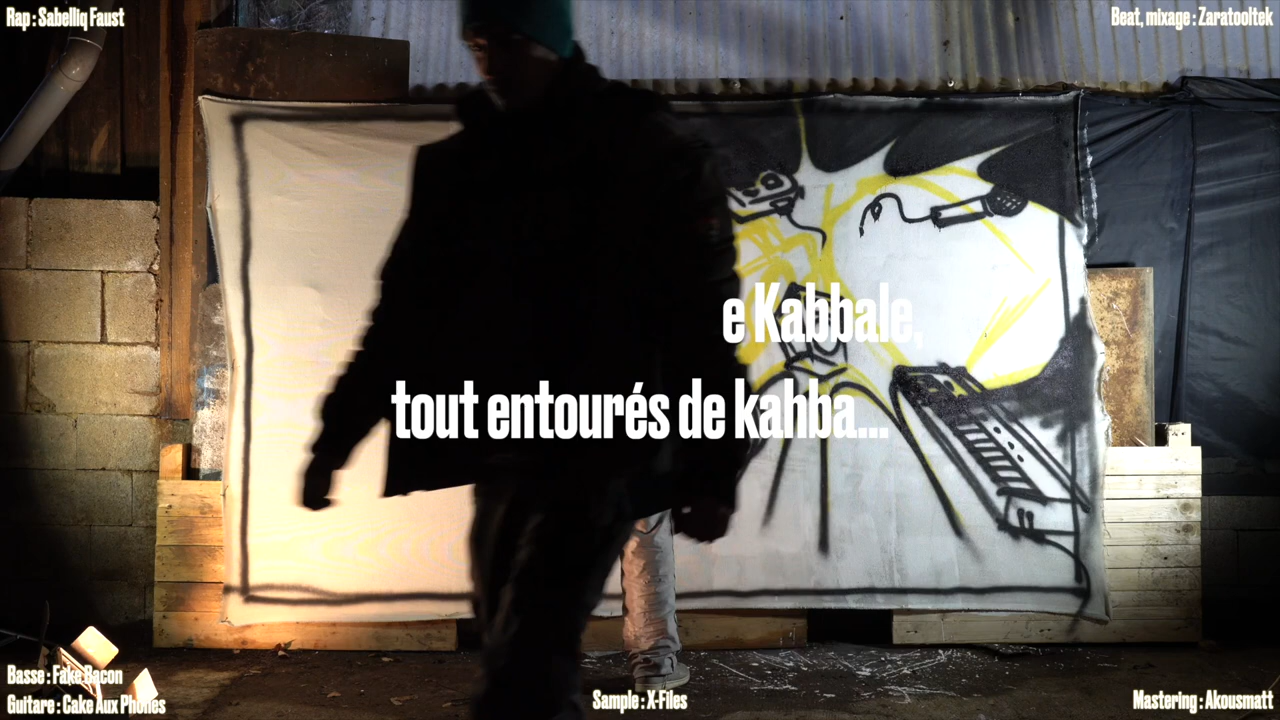 Rap : Sabelliq Faust
Beat, mixage : Zaratooltek
e Kabbale,
tout entourés de kahba...
Basse : Fake Bacon
Guitare : Cake Aux Phones
Sample : X-Files
Mastering : Akousmatt